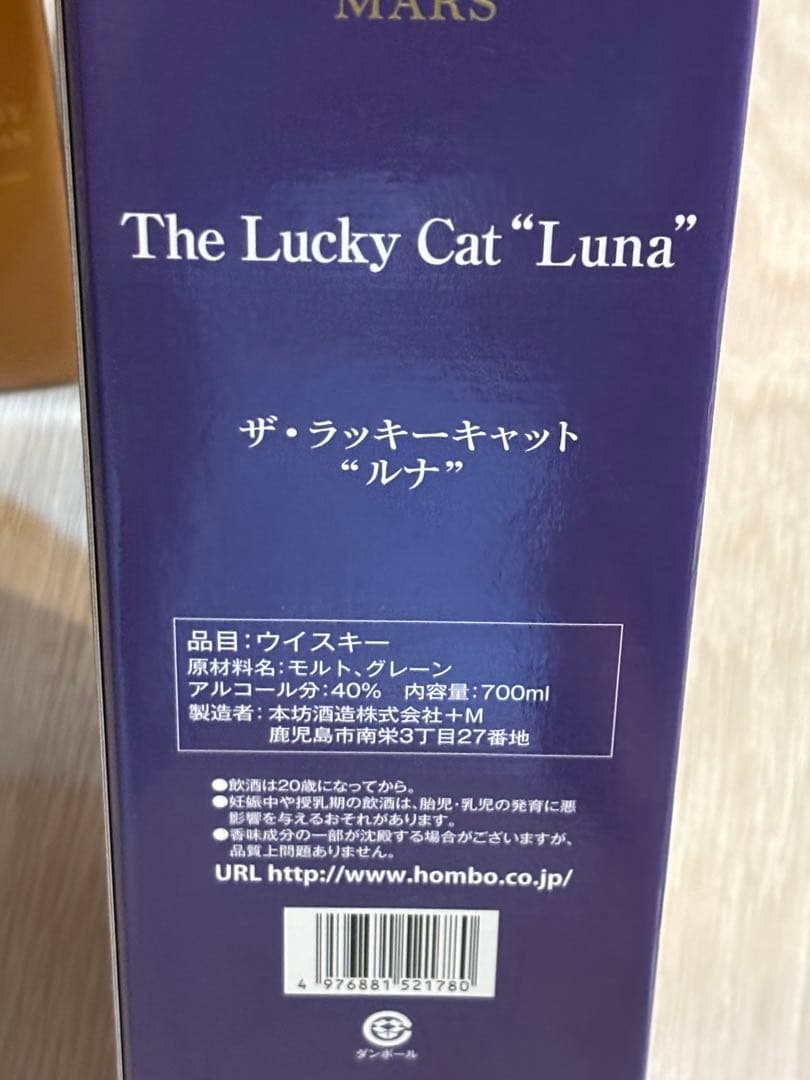 MARS
The Lucky Cat “Luna”
ザ・ラッキーキャット
“ルナ”
品目：ウイスキー
原材料名：モルト、グレーン
アルコール分：40%　内容量：700ml
製造者：本坊酒造株式会社＋M
鹿児島市南栄3丁目27番地
●飲酒は20歳になってから。
●妊娠中や授乳期の飲酒は、胎児・乳児の発育に悪
影響を与えるおそれがあります。
●香味成分の一部が沈殿する場合がございますが、
品質上問題ありません。
URL http://www.hombo.co.jp/
4 976881 521780
ダンボール